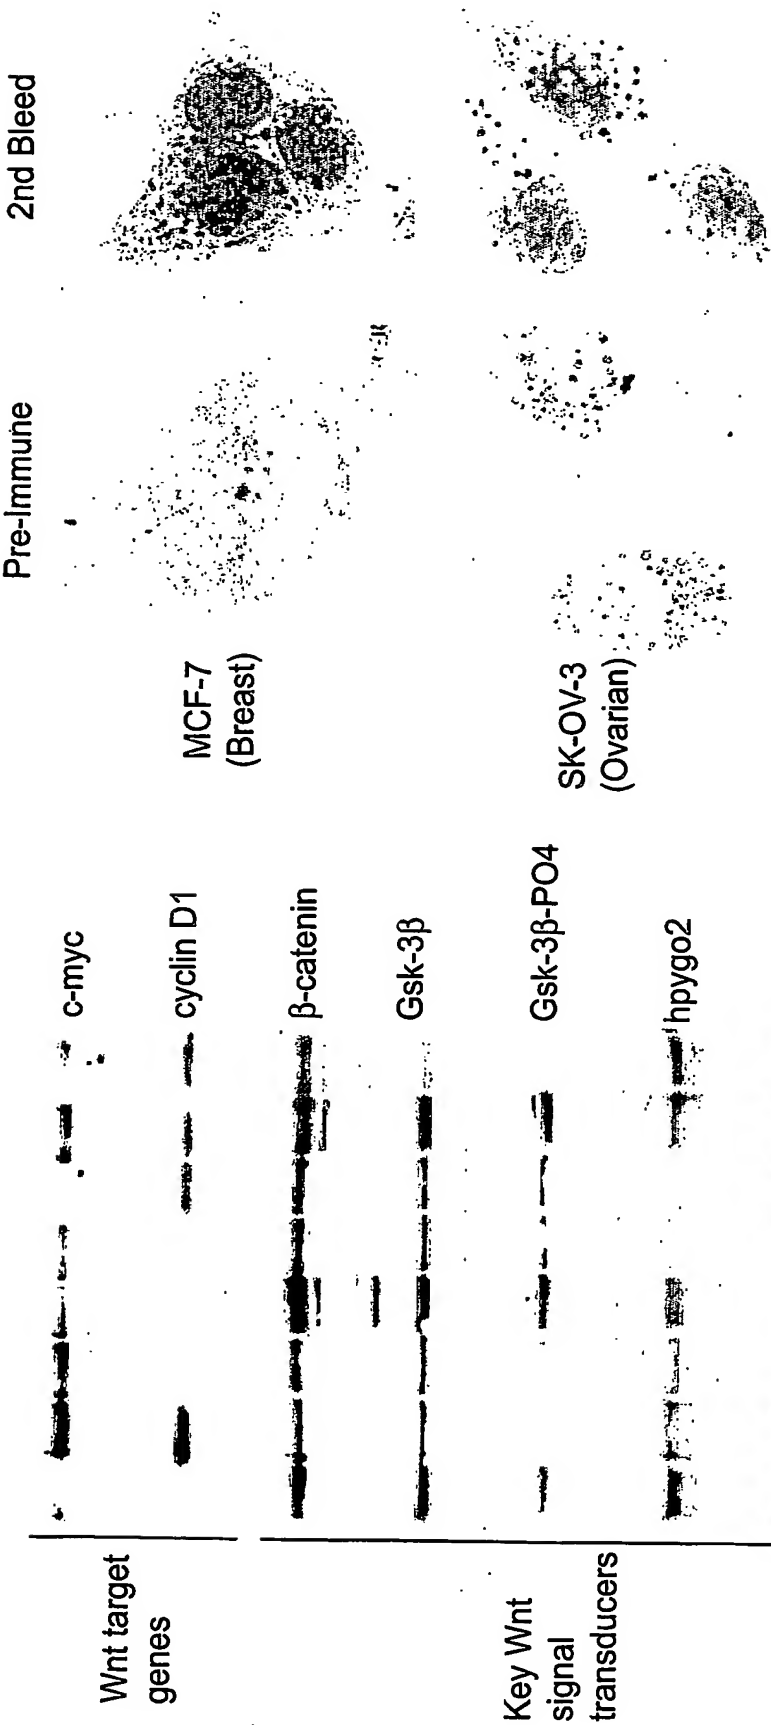 Wnt target
genes
c-myc
cyclin D1
Key Wnt
signal
transducers
β-catenin
Gsk-3β
Gsk-3β-PO4
hpygo2
Pre-Immune
2nd Bleed
MCF-7
(Breast)
SK-OV-3
(Ovarian)